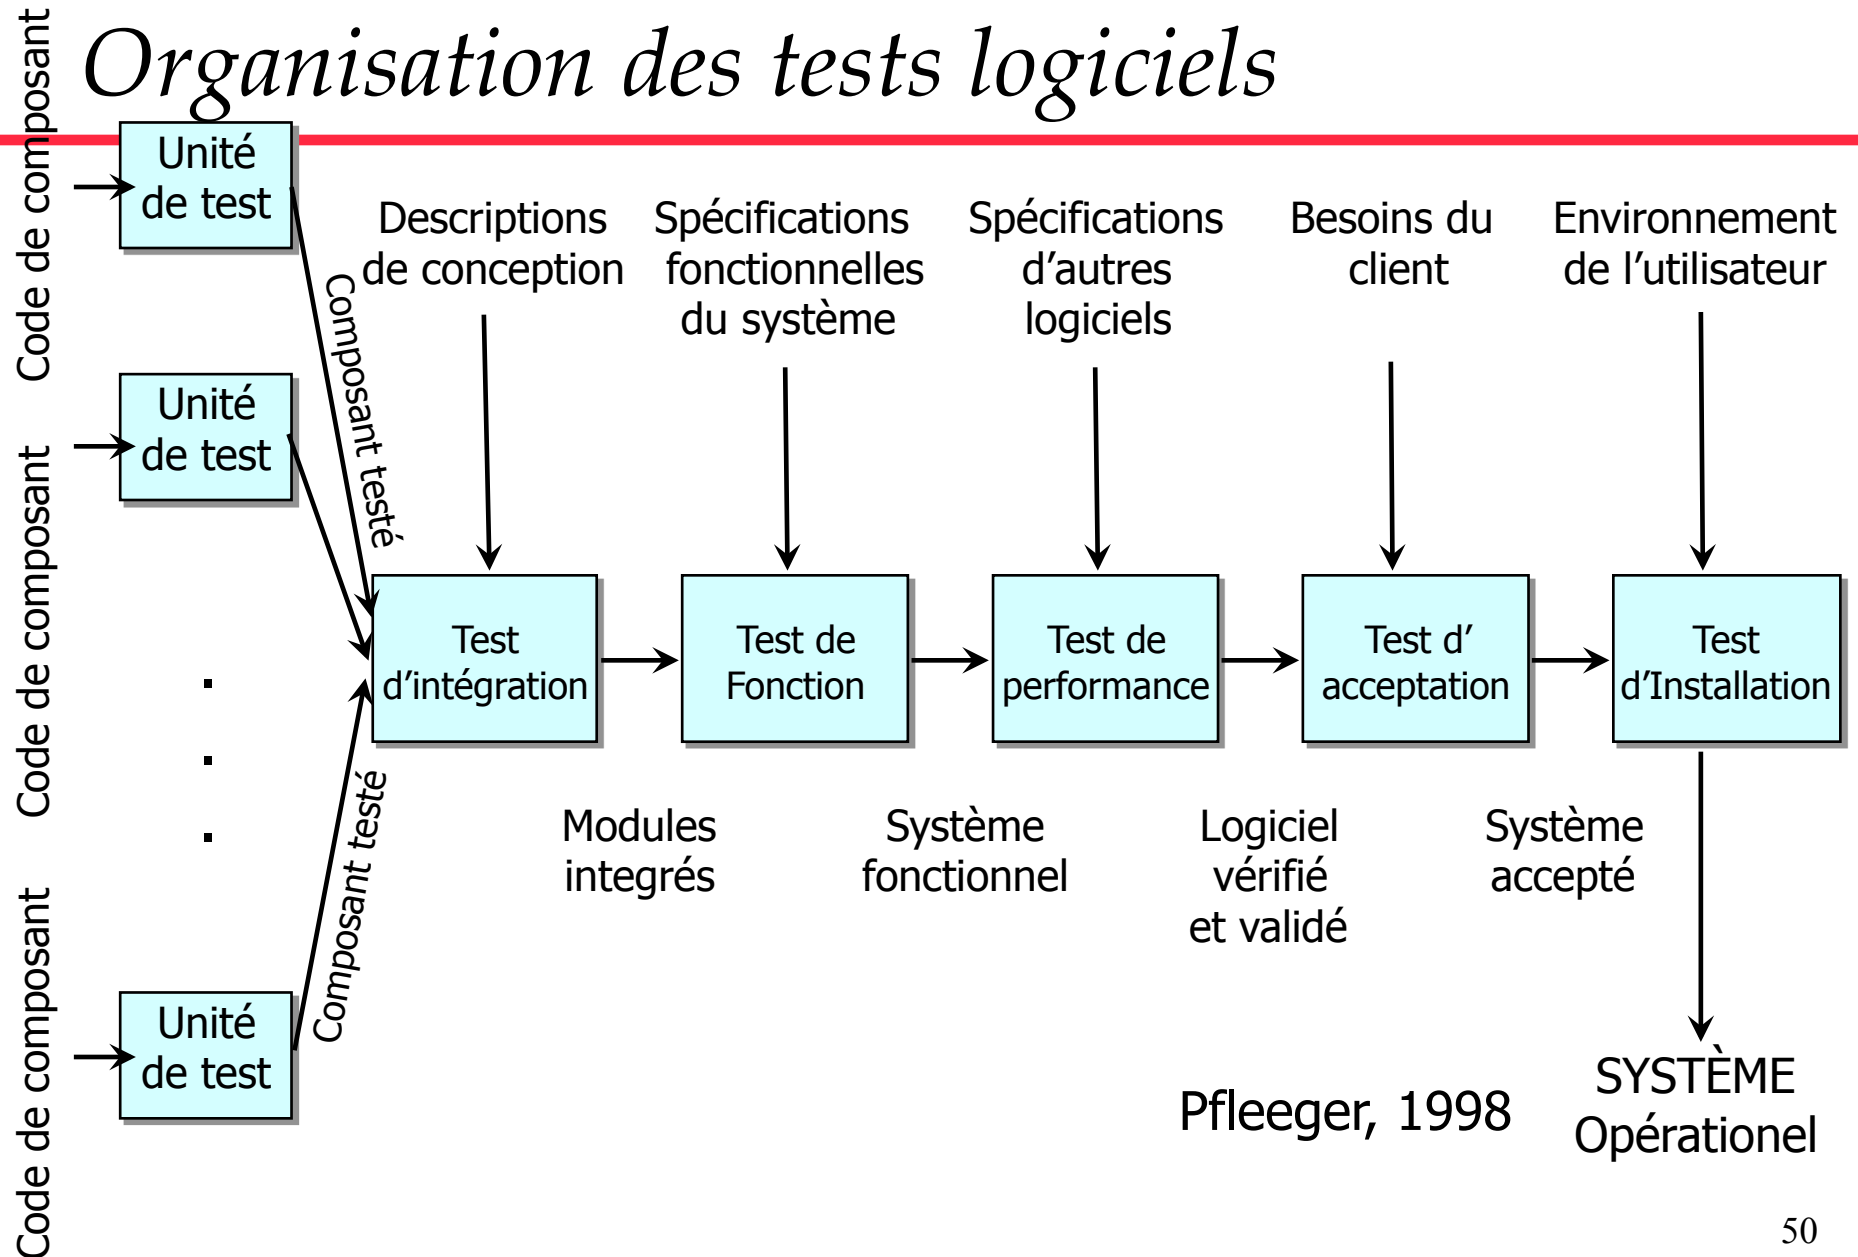 Organisation des tests logiciels
Code de composant
Code de composant
Code de composant
Unité
de test
Unité
de test
.
.
.
Unité
de test
Composant testé
Composant testé
Descriptions
de conception
Spécifications
fonctionnelles
du système
Spécifications
d’autres
logiciels
Besoins du
client
Environnement
de l’utilisateur
Test
d’intégration
Test de
Fonction
Test de
performance
Test d’
acceptation
Test
d’Installation
Modules
integrés
Système
fonctionnel
Logiciel
vérifié
et validé
Système
accepté
SYSTÈME
Opérationel
Pfleeger, 1998
50